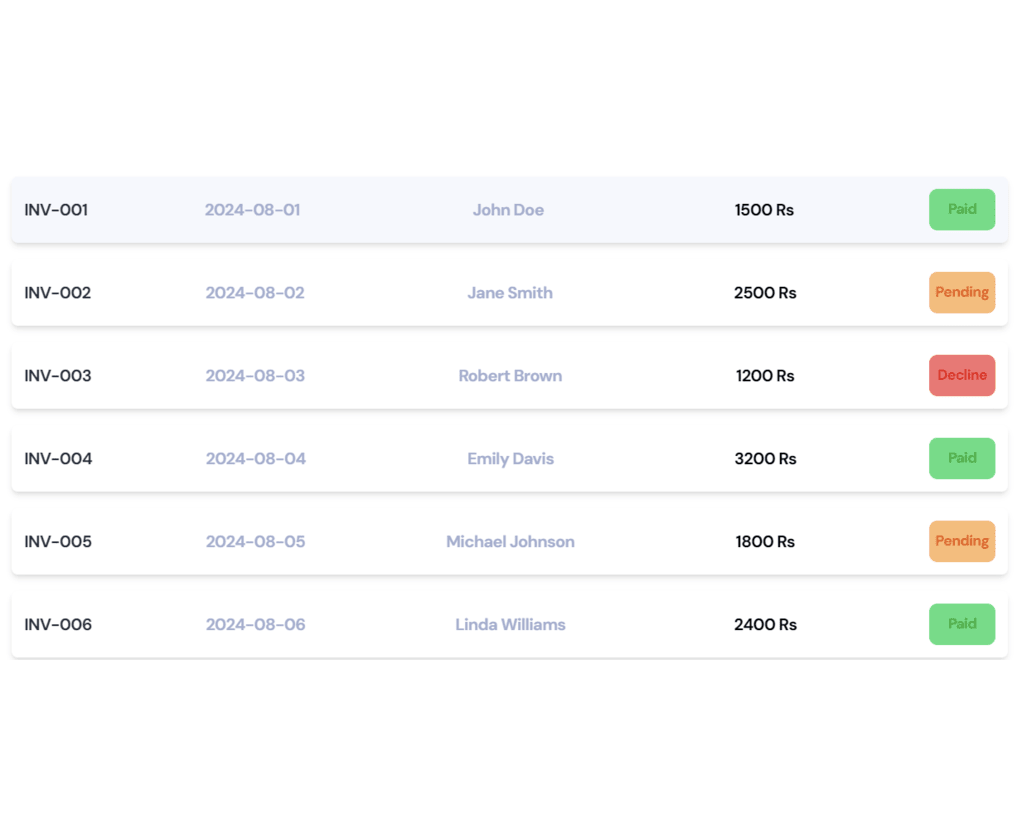 INV-001 2024-08-01 John Doe 1500 Rs Paid
INV-002 2024-08-02 Jane Smith 2500 Rs Pending
INV-003 2024-08-03 Robert Brown 1200 Rs Decline
INV-004 2024-08-04 Emily Davis 3200 Rs Paid
INV-005 2024-08-05 Michael Johnson 1800 Rs Pending
INV-006 2024-08-06 Linda Williams 2400 Rs Paid